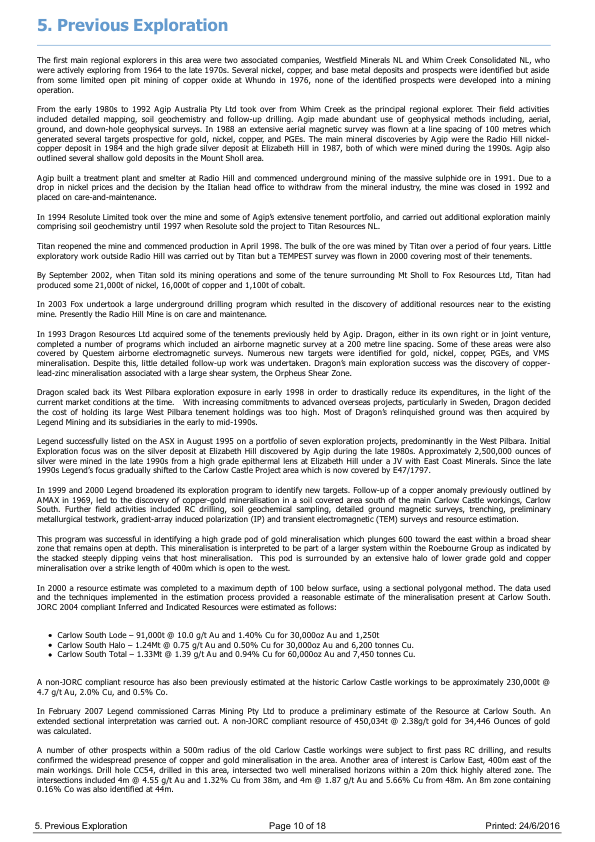 5. Previous Exploration
The first main regional explorers in this area were two associated companies, Westfield Minerals NL and Whim Creek Consolidated NL, who
were actively exploring from 1964 to the late 1970s. Several nickel, copper, and base metal deposits and prospects were identified but aside
from some limited open pit mining of copper oxide at Whundo in 1976, none of the identified prospects were developed into a mining
operation.
From the early 1980s to 1992 Agip Australia Pty Ltd took over from Whim Creek as the principal regional explorer. Their field activities
included detailed mapping, soil geochemistry and follow-up drilling. Agip made abundant use of geophysical methods including, aerial,
ground, and down-hole geophysical surveys. In 1988 an extensive aerial magnetic survey was flown at a line spacing of 100 metres which
generated several targets prospective for gold, nickel, copper, and PGEs. The main mineral discoveries by Agip were the Radio Hill nickel-
copper deposit in 1984 and the high grade silver deposit at Elizabeth Hill in 1987, both of which were mined during the 1990s. Agip also
outlined several shallow gold deposits in the Mount Sholl area.
Agip built a treatment plant and smelter at Radio Hill and commenced underground mining of the massive sulphide ore in 1991. Due to a
drop in nickel prices and the decision by the Italian head office to withdraw from the mineral industry, the mine was closed in 1992 and
placed on care-and-maintenance.
In 1994 Resolute Limited took over the mine and some of Agip's extensive tenement portfolio, and carried out additional exploration mainly
comprising soil geochemistry until 1997 when Resolute sold the project to Titan Resources NL.
Titan reopened the mine and commenced production in April 1998. The bulk of the ore was mined by Titan over a period of four years. Little
exploratory work outside Radio Hill was carried out by Titan but a TEMPEST survey was flown in 2000 covering most of their tenements.
By September 2002, when Titan sold its mining operations and some of the tenure surrounding Mt Sholl to Fox Resources Ltd, Titan had
produced some 21,000t of nickel, 16,000t of copper and 1,100t of cobalt.
In 2003 Fox undertook a large underground drilling program which resulted in the discovery of additional resources near to the existing
mine. Presently the Radio Hill Mine is on care and maintenance.
In 1993 Dragon Resources Ltd acquired some of the tenements previously held by Agip. Dragon, either in its own right or in joint venture,
completed a number of programs which included an airborne magnetic survey at a 200 metre line spacing. Some of these areas were also
covered by Questem airborne electromagnetic surveys. Numerous new targets were identified for gold, nickel, copper, PGEs, and VMS
mineralisation. Despite this, little detailed follow-up work was undertaken. Dragon's main exploration success was the discovery of copper-
lead-zinc mineralisation associated with a large shear system, the Orpheus Shear Zone.
Dragon scaled back its West Pilbara exploration exposure in early 1998 in order to drastically reduce its expenditures, in the light of the
current market conditions at the time. With increasing commitments to advanced overseas projects, particularly in Sweden, Dragon decided
the cost of holding its large West Pilbara tenement holdings was too high. Most of Dragon's relinquished ground was then acquired by
Legend Mining and its subsidiaries in the early to mid-1990s.
Legend successfully listed on the ASX in August 1995 on a portfolio of seven exploration projects, predominantly in the West Pilbara. Initial
Exploration focus was on the silver deposit at Elizabeth Hill discovered by Agip during the late 1980s. Approximately 2,500,000 ounces of
silver were mined in the late 1990s from a high grade epithermal lens at Elizabeth Hill under a JV with East Coast Minerals. Since the late
1990s Legend's focus gradually shifted to the Carlow Castle Project area which is now covered by E47/1797.
In 1999 and 2000 Legend broadened its exploration program to identify new targets. Follow-up of a copper anomaly previously outlined by
AMAX in 1969, led to the discovery of copper-gold mineralisation in a soil covered area south of the main Carlow Castle workings, Carlow
South. Further field activities included RC drilling, soil geochemical sampling, detailed ground magnetic surveys, trenching, preliminary
metallurgical testwork, gradient-array induced polarization (IP) and transient electromagnetic (TEM) surveys and resource estimation.
This program was successful in identifying a high grade pod of gold mineralisation which plunges 600 toward the east within a broad shear
zone that remains open at depth. This mineralisation is interpreted to be part of a larger system within the Roebourne Group as indicated by
the stacked steeply dipping veins that host mineralisation. This pod is surrounded by an extensive halo of lower grade gold and copper
mineralisation over a strike length of 400m which is open to the west.
In 2000 a resource estimate was completed to a maximum depth of 100 below surface, using a sectional polygonal method. The data used
and the techniques implemented in the estimation process provided a reasonable estimate of the mineralisation present at Carlow South.
JORC 2004 compliant Inferred and Indicated Resources were estimated as follows:
• Carlow South Lode – 91,000t @ 10.0 g/t Au and 1.40% Cu for 30,000oz Au and 1,250t
• Carlow South Halo – 1.24Mt @ 0.75 g/t Au and 0.50% Cu for 30,000oz Au and 6,200 tonnes Cu.
• Carlow South Total – 1.33Mt @ 1.39 g/t Au and 0.94% Cu for 60,000oz Au and 7,450 tonnes Cu.
A non-JORC compliant resource has also been previously estimated at the historic Carlow Castle workings to be approximately 230,000t @
4.7 g/t Au, 2.0% Cu, and 0.5% Co.
In February 2007 Legend commissioned Carras Mining Pty Ltd to produce a preliminary estimate of the Resource at Carlow South. An
extended sectional interpretation was carried out. A non-JORC compliant resource of 450,034t @ 2.38g/t gold for 34,446 Ounces of gold
was calculated.
A number of other prospects within a 500m radius of the old Carlow Castle workings were subject to first pass RC drilling, and results
confirmed the widespread presence of copper and gold mineralisation in the area. Another area of interest is Carlow East, 400m east of the
main workings. Drill hole CC54, drilled in this area, intersected two well mineralised horizons within a 20m thick highly altered zone. The
intersections included 4m @ 4.55 g/t Au and 1.32% Cu from 38m, and 4m @ 1.87 g/t Au and 5.66% Cu from 48m. An 8m zone containing
0.16% Co was also identified at 44m.
5. Previous Exploration Page 10 of 18 Printed: 24/6/2016